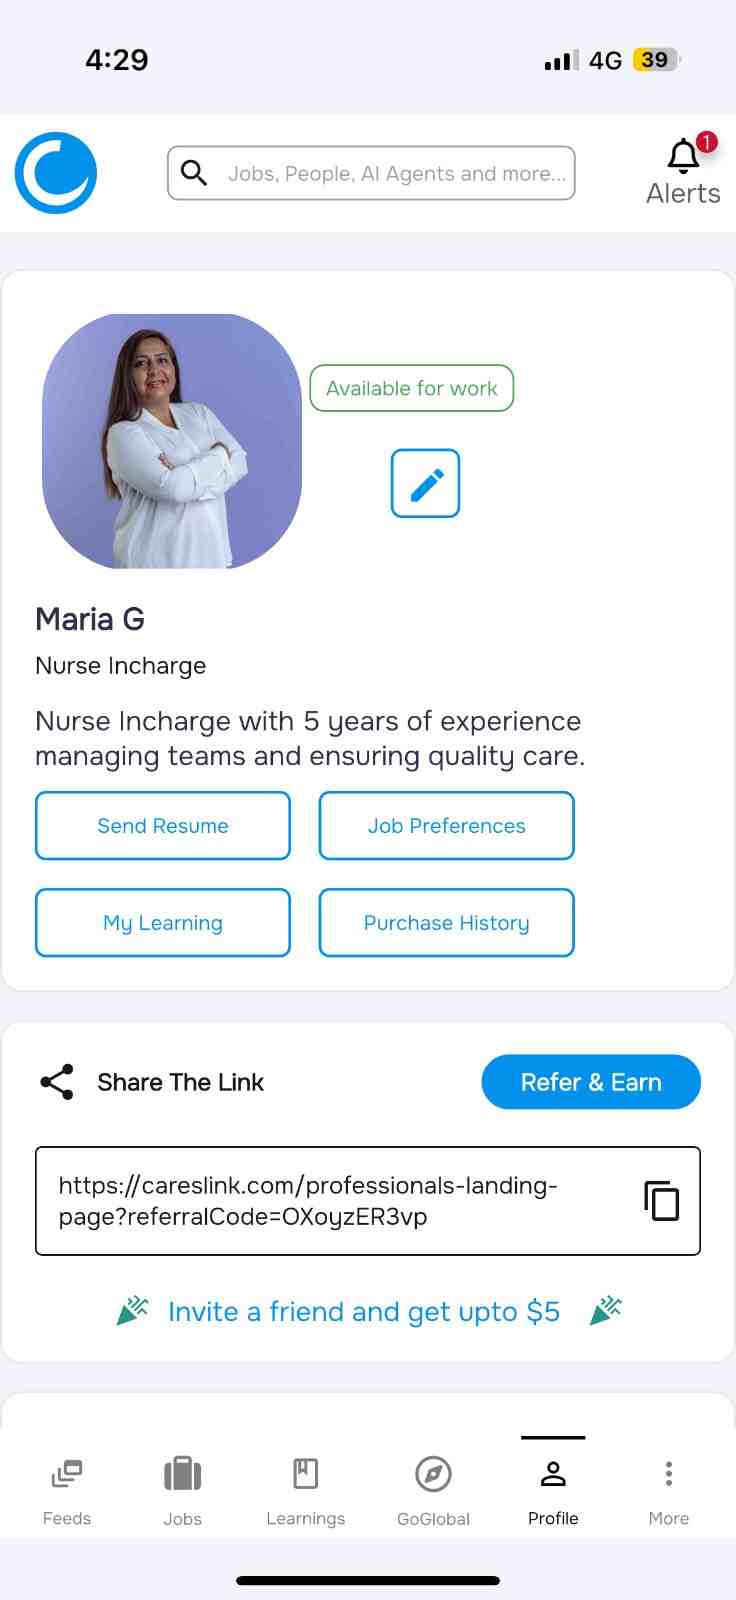 4:29
4G 39
Jobs, People, AI Agents and more...
1
Alerts
Available for work
Maria G
Nurse Incharge
Nurse Incharge with 5 years of experience
managing teams and ensuring quality care.
Send Resume
Job Preferences
My Learning
Purchase History
Share The Link
Refer & Earn
https://careslink.com/professionals-landing-
page?referralCode=OXoyzER3vp
Invite a friend and get upto $5
Feeds
Jobs
Learnings
GoGlobal
Profile
More